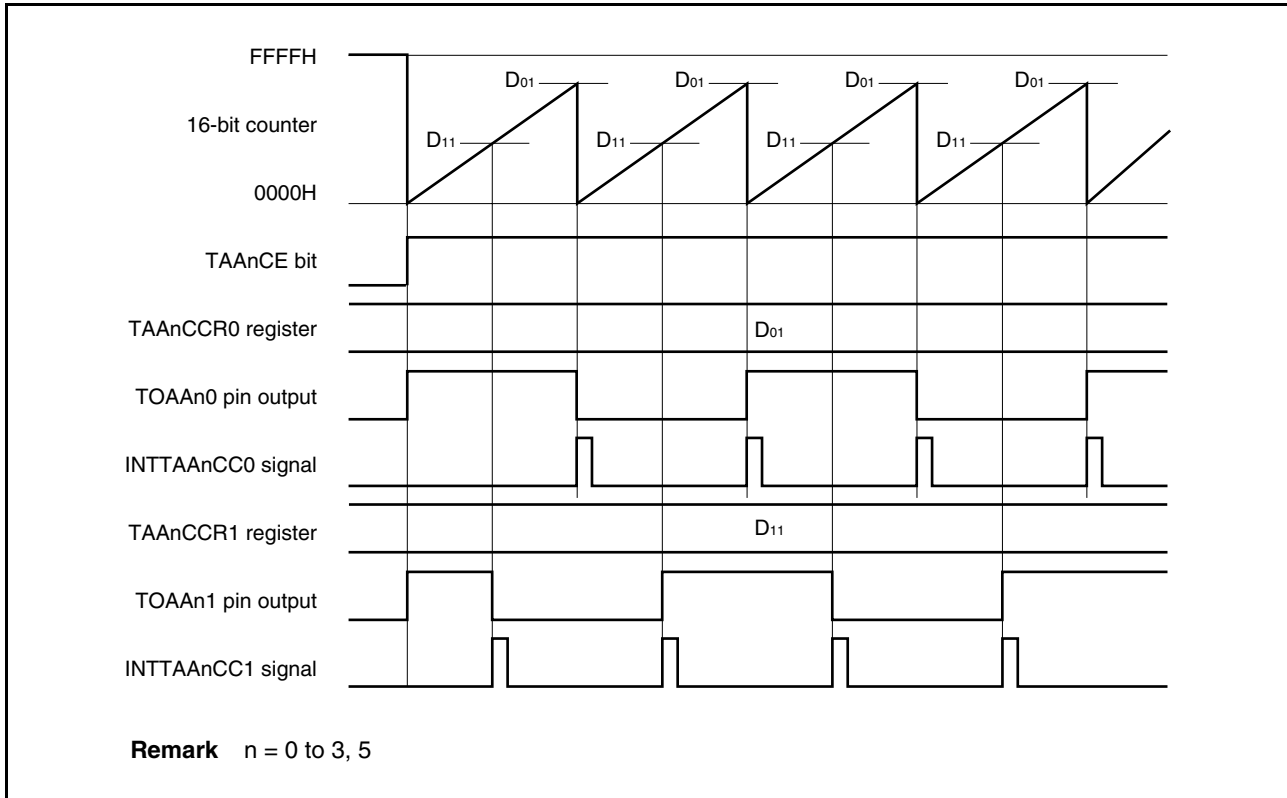 FFFFH
D01 D01 D01 D01
16-bit counter
D11 D11 D11 D11
0000H
TAAnCE bit
TAAnCCR0 register
D01
TOAAn0 pin output
INTTAAnCC0 signal
TAAnCCR1 register
D11
TOAAn1 pin output
INTTAAnCC1 signal
Remark n = 0 to 3, 5